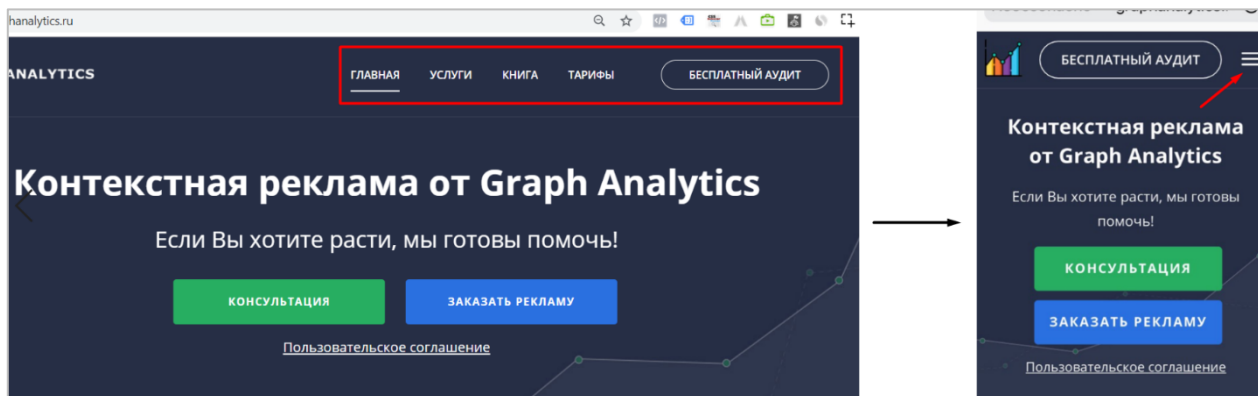 hanalytics.ru
ANALYTICS
ГЛАВНАЯ УСЛУГИ КНИГА ТАРИФЫ БЕСПЛАТНЫЙ АУДИТ
Контекстная реклама от Graph Analytics
Если Вы хотите расти, мы готовы помочь!
КОНСУЛЬТАЦИЯ ЗАКАЗАТЬ РЕКЛАМУ
Пользовательское соглашение
БЕСПЛАТНЫЙ АУДИТ
Контекстная реклама
от Graph Analytics
Если Вы хотите расти, мы готовы
помочь!
КОНСУЛЬТАЦИЯ
ЗАКАЗАТЬ РЕКЛАМУ
Пользовательское соглашение